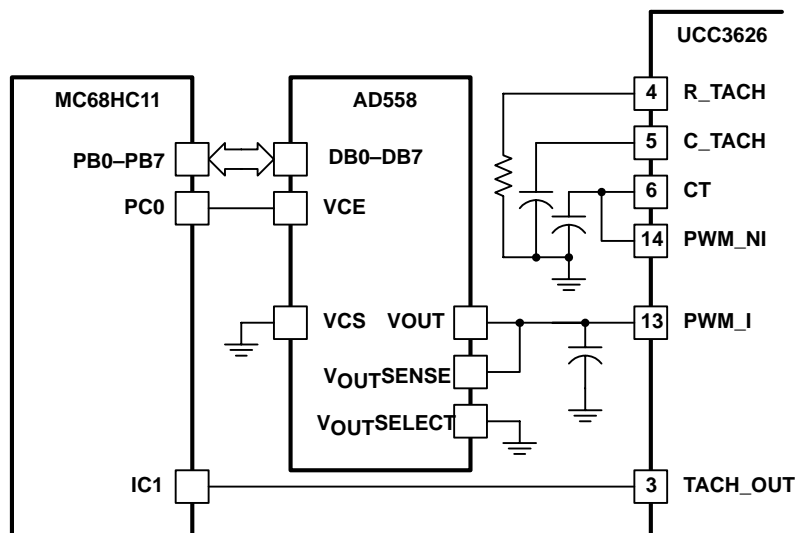 UCC3626
MC68HC11
AD558
4 R_TACH
5 C_TACH
PB0–PB7
DB0–DB7
6 CT
PC0
VCE
14 PWM_NI
VCS
VOUT
13 PWM_I
VOUTSENSE
VOUTSELECT
IC1
3 TACH_OUT